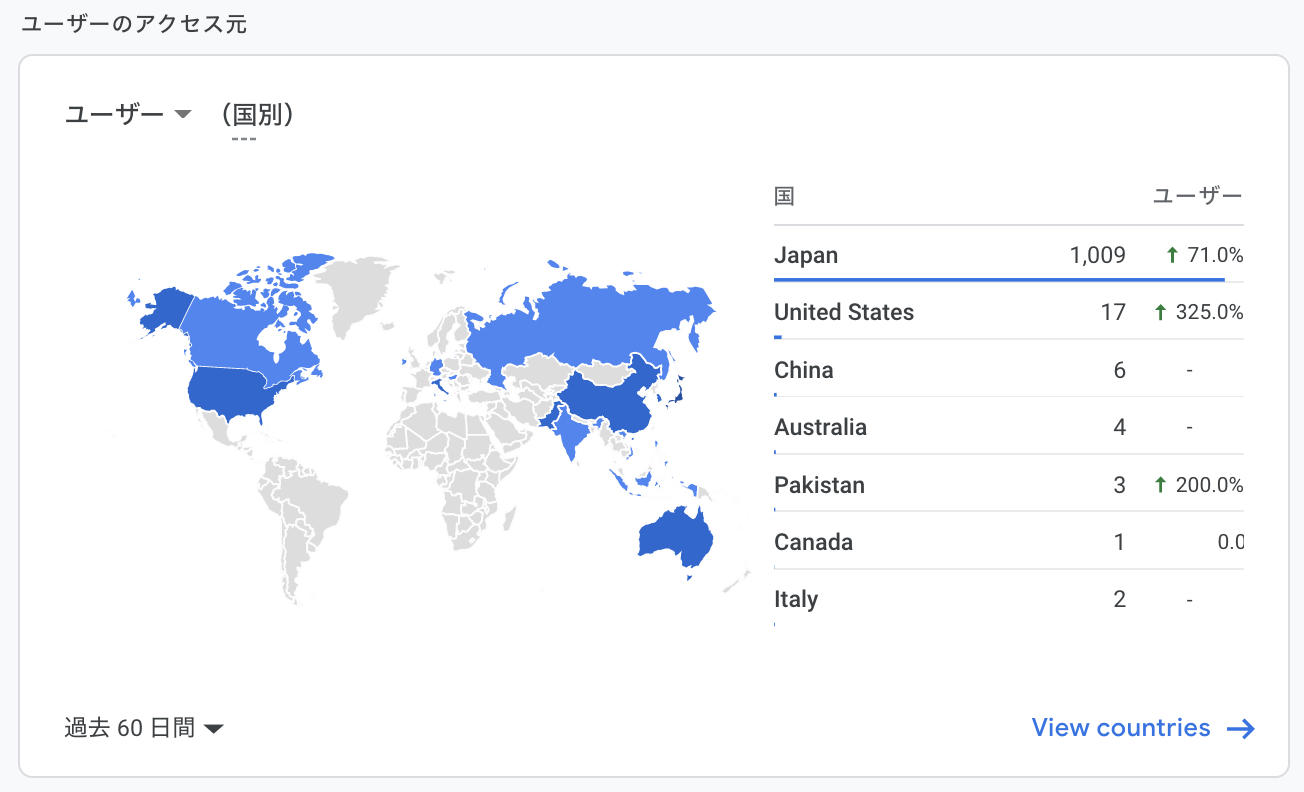 ユーザーのアクセス元
ユーザー (国別)
国 ユーザー
Japan 1,009 71.0%
United States 17 325.0%
China 6 -
Australia 4 -
Pakistan 3 200.0%
Canada 1 0.0
Italy 2 -
過去 60 日間
View countries